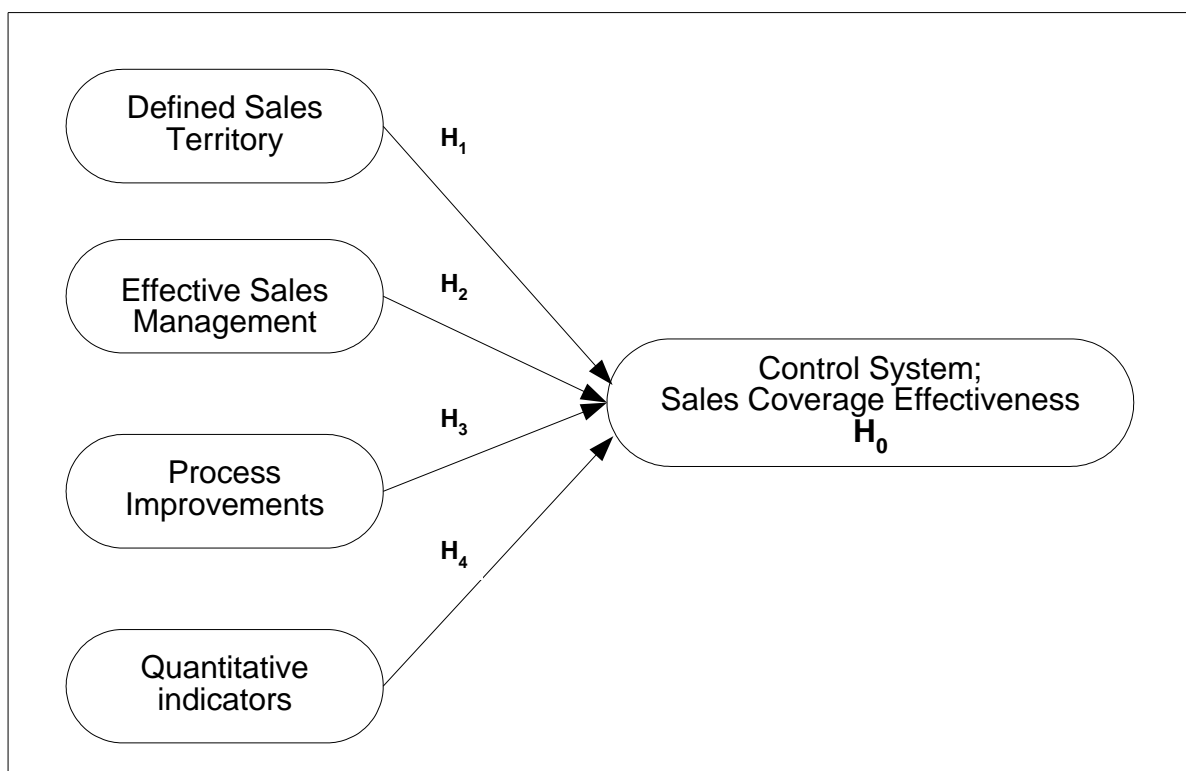 Defined Sales
Territory
H₁
Effective Sales
Management
H₂
Control System;
Sales Coverage Effectiveness
H₀
Process
Improvements
H₃
Quantitative
indicators
H₄